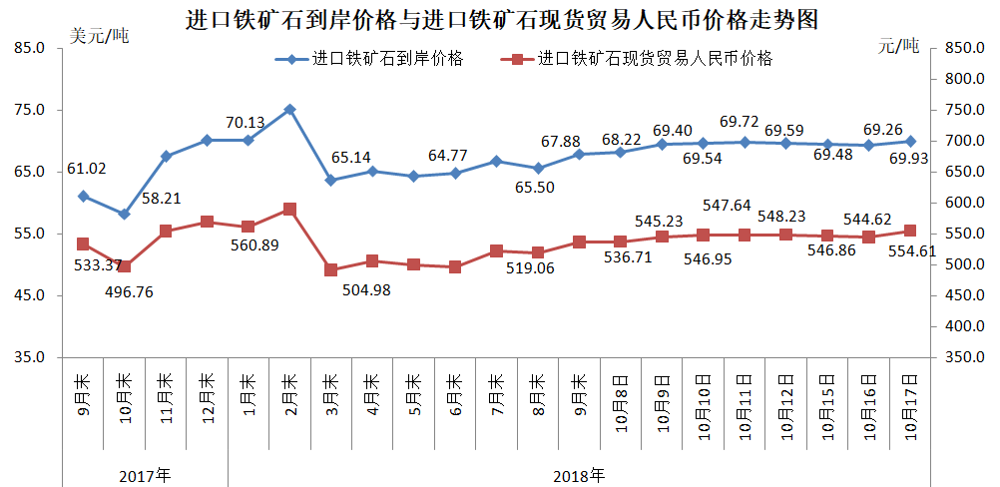 进口铁矿石到岸价格与进口铁矿石现货贸易人民币价格走势图
美元/吨
元/吨
进口铁矿石到岸价格
进口铁矿石现货贸易人民币价格
85.0
75.0
65.0
55.0
45.0
35.0
850.0
800.0
750.0
700.0
650.0
600.0
550.0
500.0
450.0
400.0
350.0
61.02
58.21
70.13
65.14
64.77
65.50
67.88
68.22
69.40
69.54
69.72
69.59
69.48
69.26
69.93
533.37
496.76
560.89
504.98
519.06
536.71
545.23
546.95
547.64
548.23
546.86
544.62
554.61
9月末
10月末
11月末
12月末
1月末
2月末
3月末
4月末
5月末
6月末
7月末
8月末
9月末
10月8日
10月9日
10月10日
10月11日
10月12日
10月15日
10月16日
10月17日
2017年
2018年